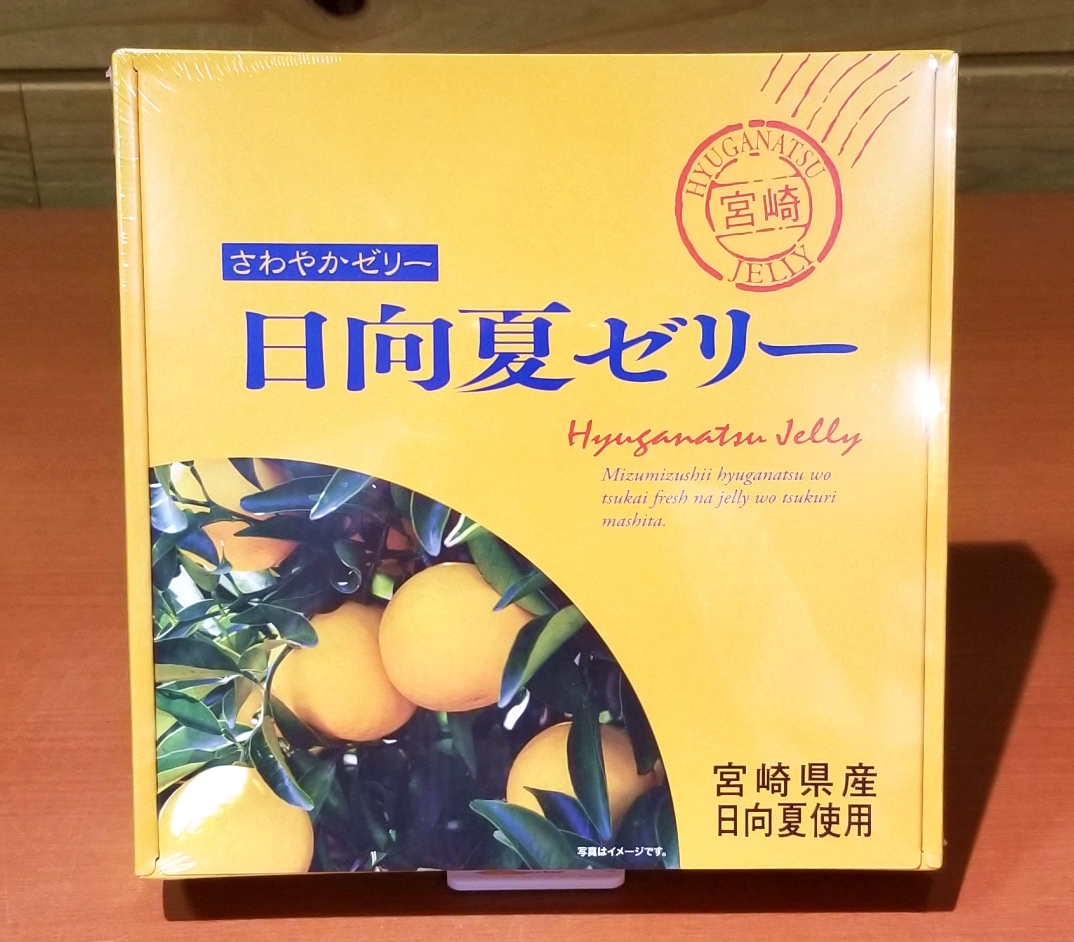 HYUGANATSU
宮崎
JELLY
さわやかゼリー
日向夏ゼリー
Hyuganatsu Jelly
Mizumizushii hyuganatsu wo
tsukai fresh na jelly wo tsukuri
mashita.
宮崎県産
日向夏使用
写真はイメージです。